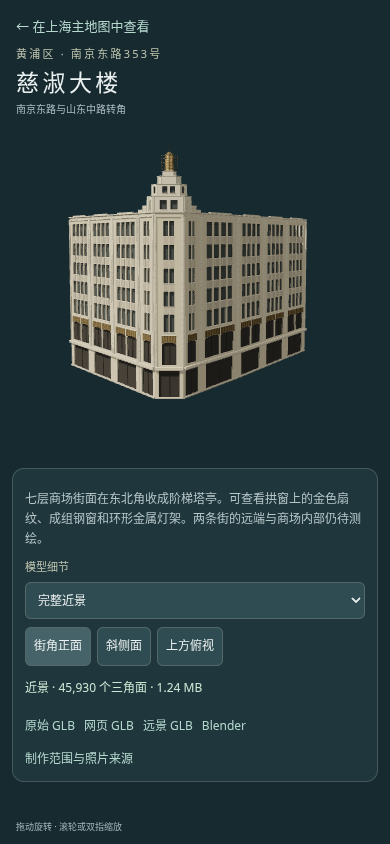 ← 在上海主地图中查看
黄浦区 · 南京东路353号
慈淑大楼
南京东路与山东中路转角
七层商场街面在东北角收成阶梯塔亭。可查看拱窗上的金色扇
纹、成组钢窗和环形金属灯架。两条街的远端与商场内部仍待测
绘。
模型细节
完整近景
街角正面 斜侧面 上方俯视
近景 · 45,930 个三角面 · 1.24 MB
原始 GLB 网页 GLB 远景 GLB Blender
制作范围与照片来源
拖动旋转 · 滚轮或双指缩放